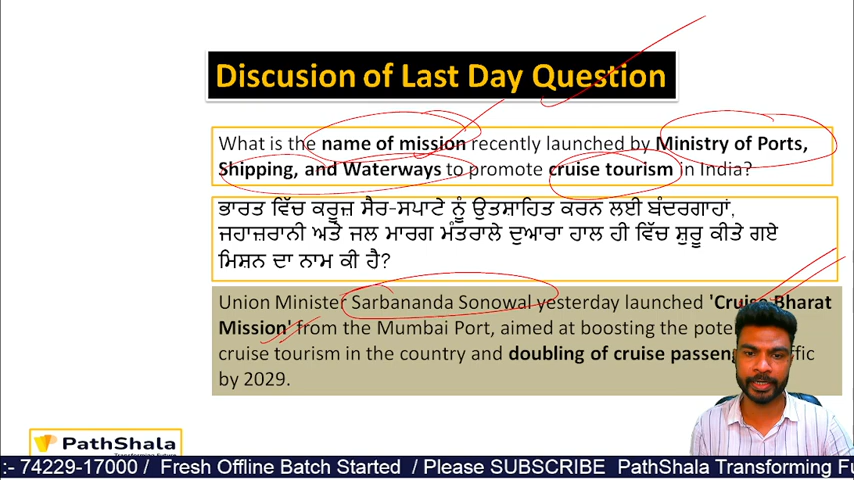 Discusion of Last Day Question
What is the name of mission recently launched by Ministry of Ports,
Shipping, and Waterways to promote cruise tourism in India?
ਭਾਰਤ ਵਿੱਚ ਕਰੂਜ਼ ਸੈਰ-ਸਪਾਟੇ ਨੂੰ ਉਤਸ਼ਾਹਿਤ ਕਰਨ ਲਈ ਬੰਦਰਗਾਹਾਂ,
ਜਹਾਜ਼ਰਾਨੀ ਅਤੇ ਜਲ ਮਾਰਗ ਮੰਤਰਾਲੇ ਦੁਆਰਾ ਹਾਲ ਹੀ ਵਿੱਚ ਸ਼ੁਰੂ ਕੀਤੇ ਗਏ
ਮਿਸ਼ਨ ਦਾ ਨਾਮ ਕੀ ਹੈ?
Union Minister Sarbananda Sonowal yesterday launched 'Cruise Bharat
Mission' from the Mumbai Port, aimed at boosting the
cruise tourism in the country and doubling of cruise
by 2029.
PathShala
Transforming Future
:- 74229-17000 / Fresh Offline Batch Started / Please SUBSCRIBE PathShala Transforming